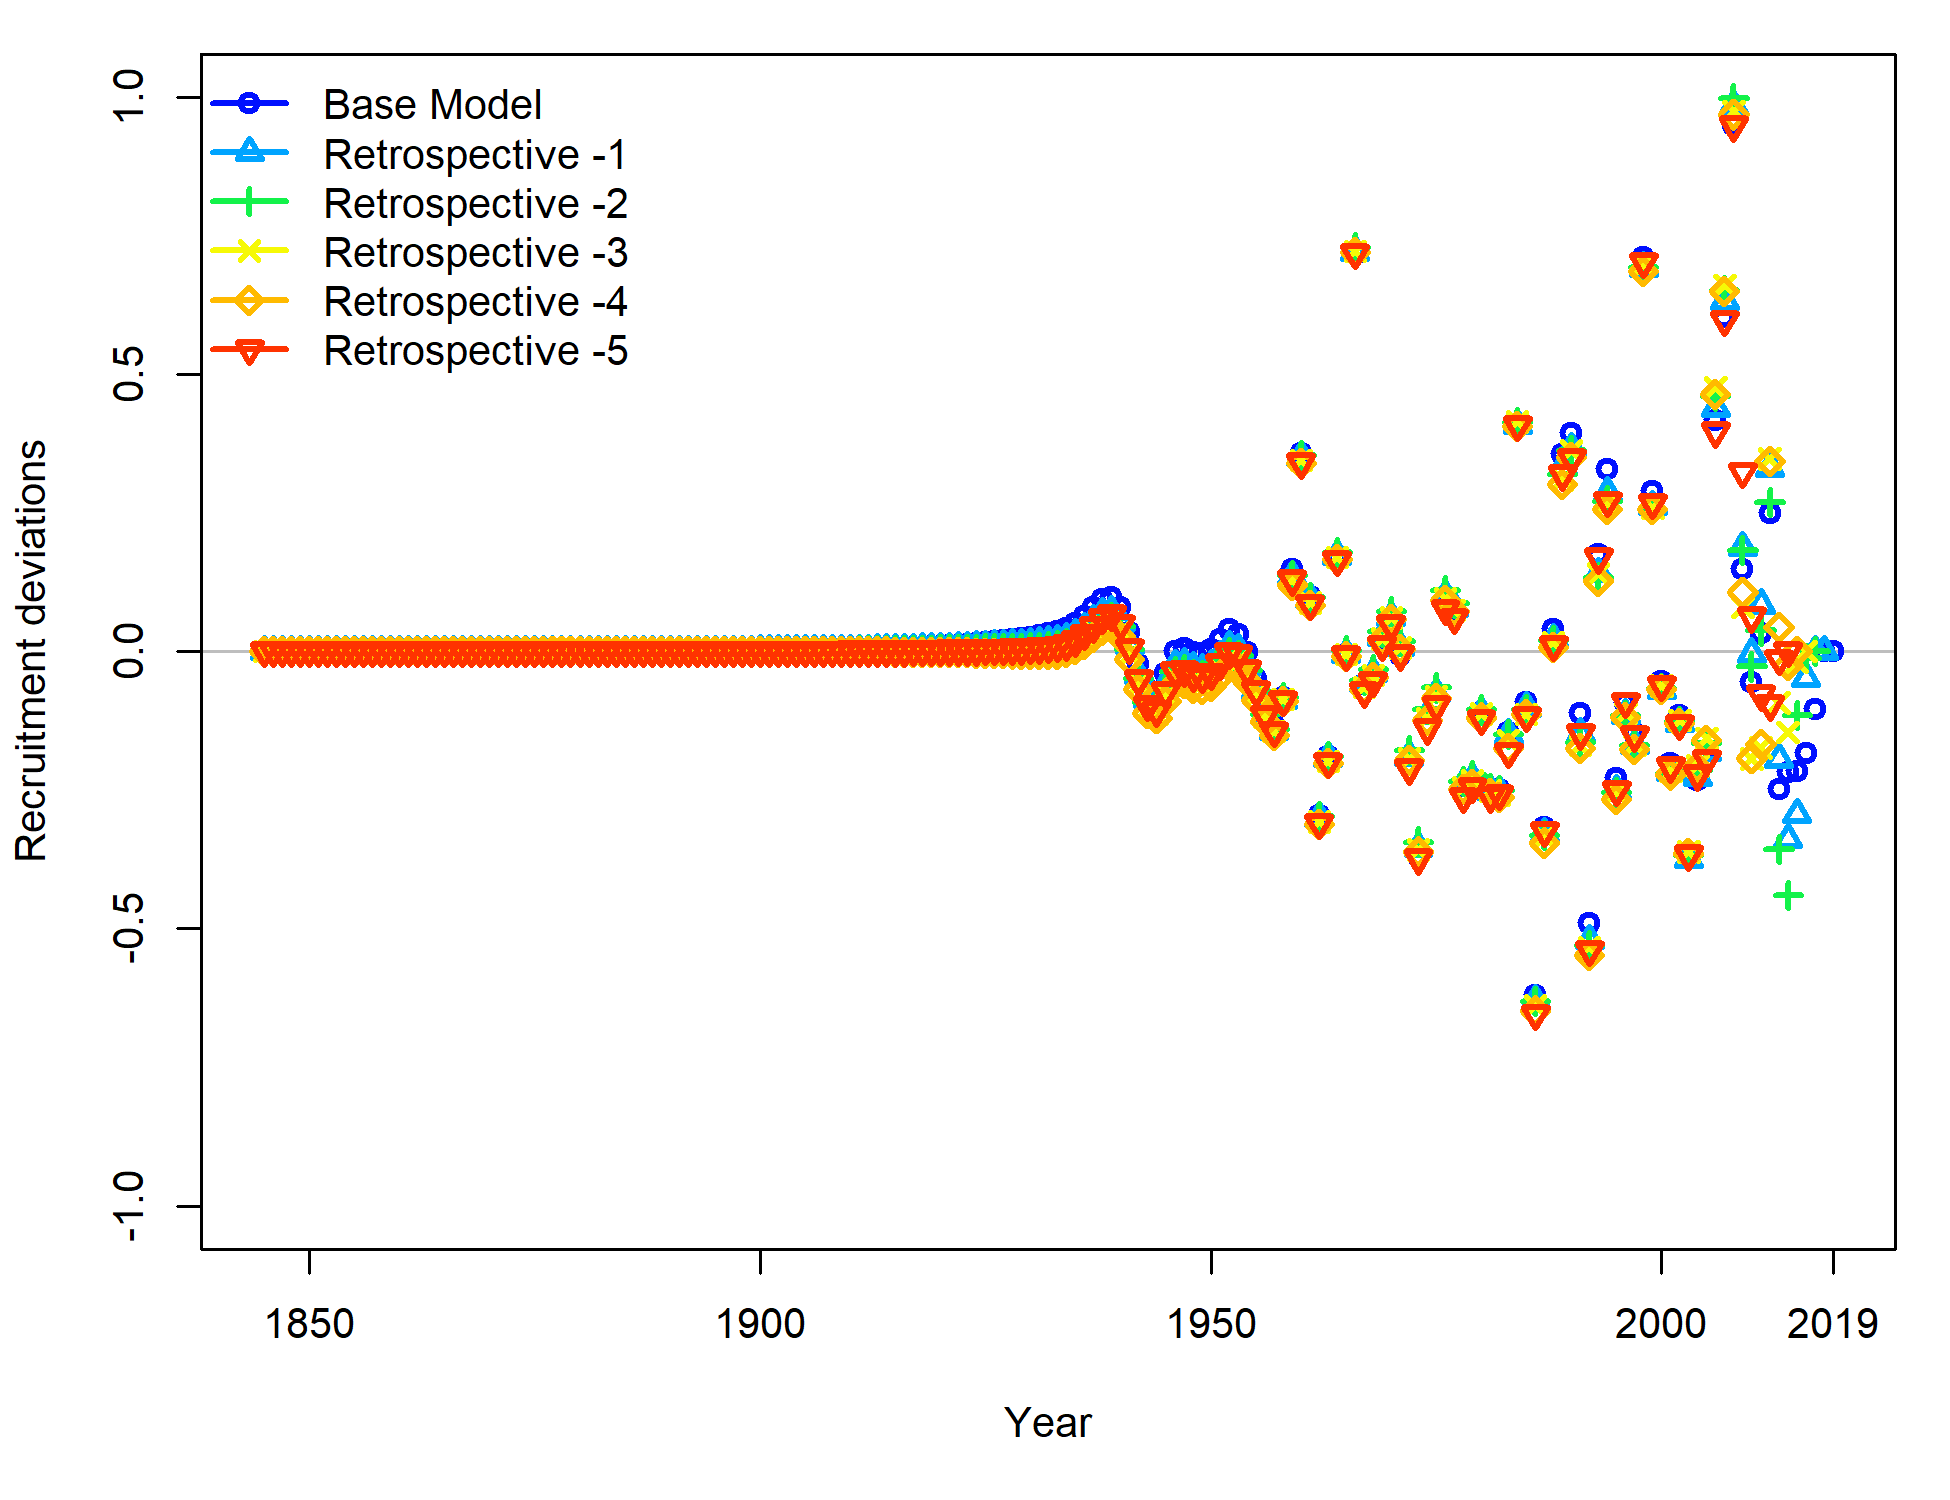 Base Model
Retrospective -1
Retrospective -2
Retrospective -3
Retrospective -4
Retrospective -5
1.0
0.5
0.0
-0.5
-1.0
Recruitment deviations
1850 1900 1950 2000 2019
Year